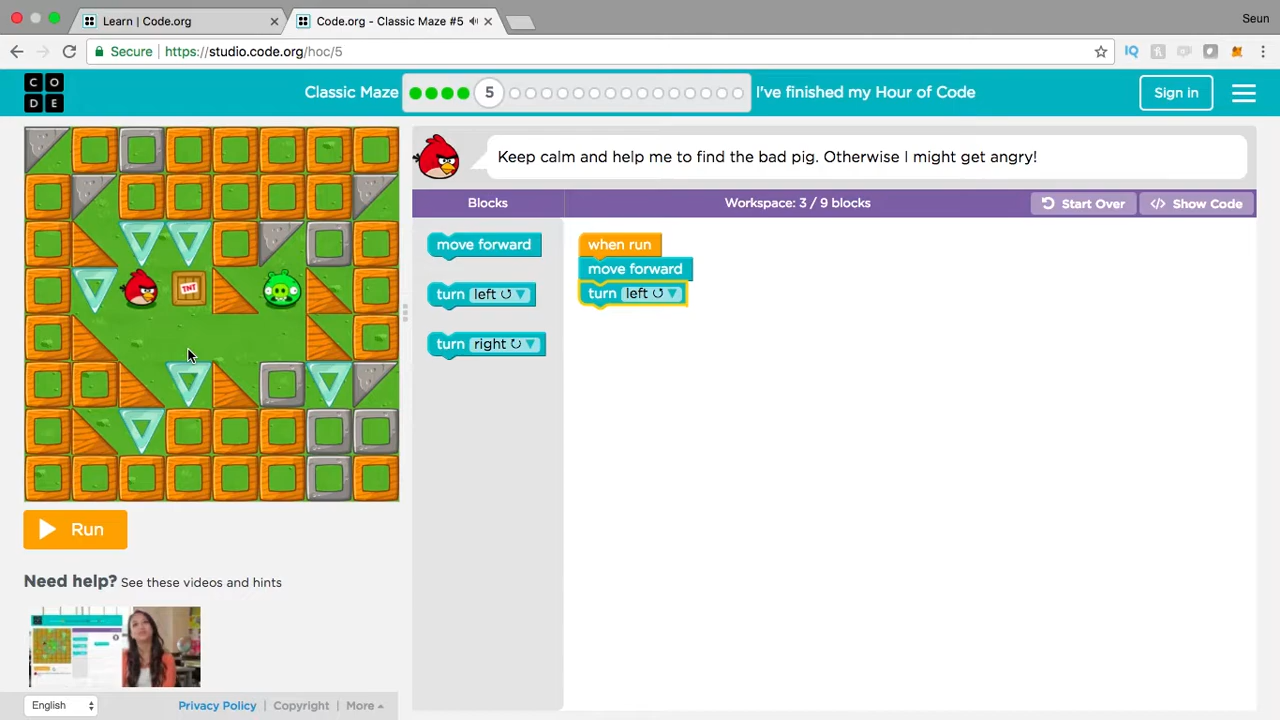 Learn | Code.org
Code.org - Classic Maze #5
Seun
Secure
https://studio.code.org/hoc/5
C O
D E
Classic Maze
5
I've finished my Hour of Code
Sign in
Keep calm and help me to find the bad pig. Otherwise I might get angry!
Blocks
Workspace: 3 / 9 blocks
Start Over
</> Show Code
move forward
turn left
turn right
when run
move forward
turn left
TNT
Run
Need help? See these videos and hints
English
Privacy Policy | Copyright | More